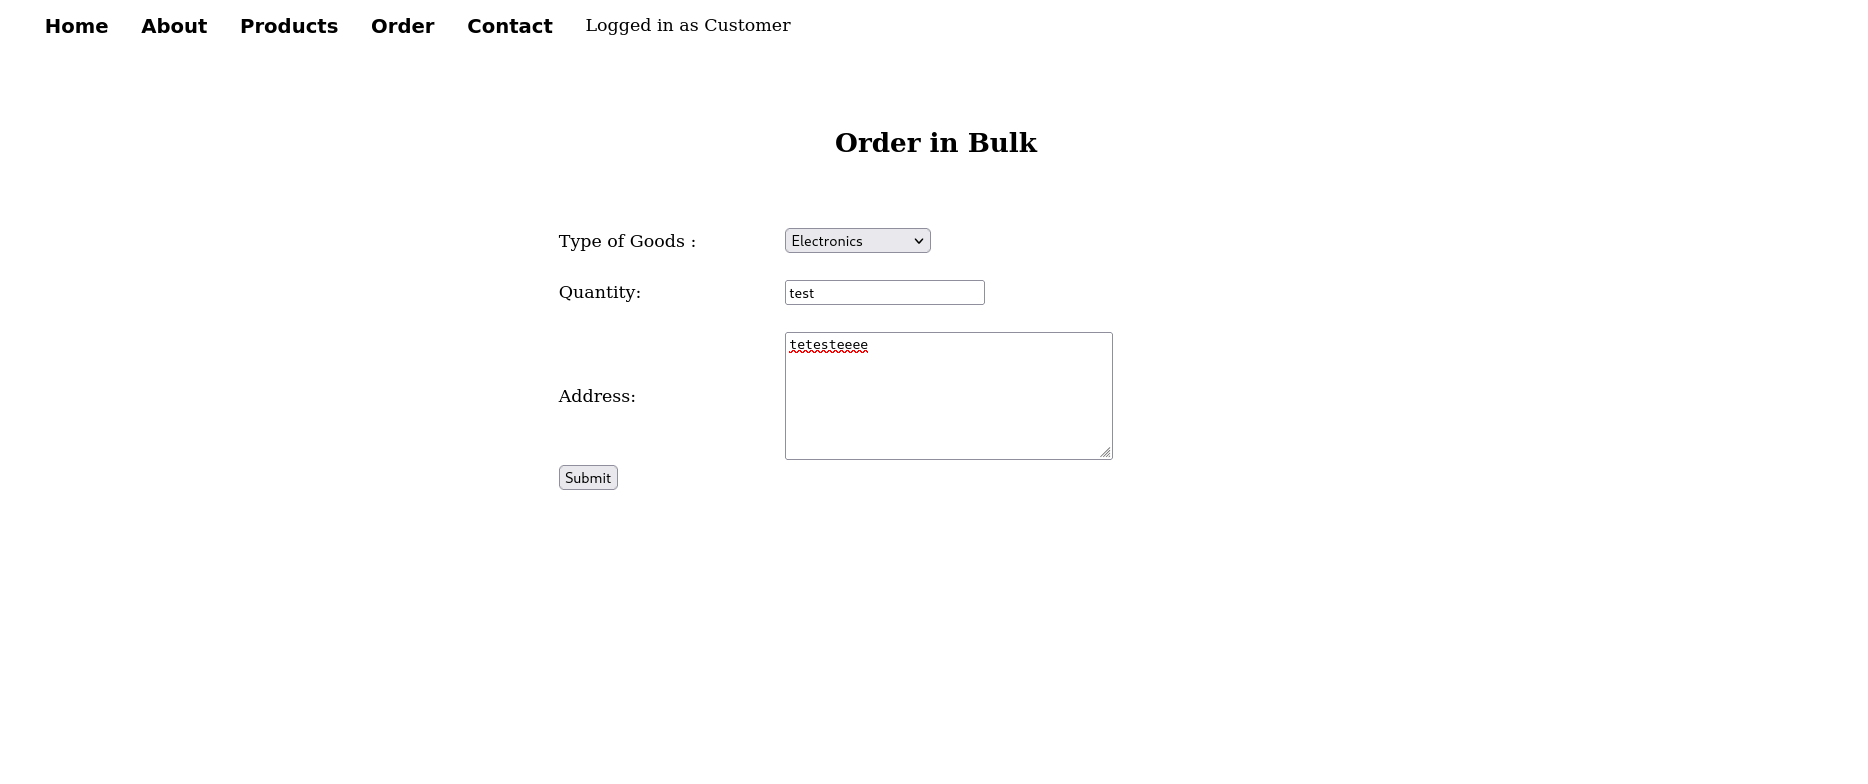 Home About Products Order Contact Logged in as Customer
Order in Bulk
Type of Goods : Electronics
Quantity: test
Address: tetesteeee
Submit